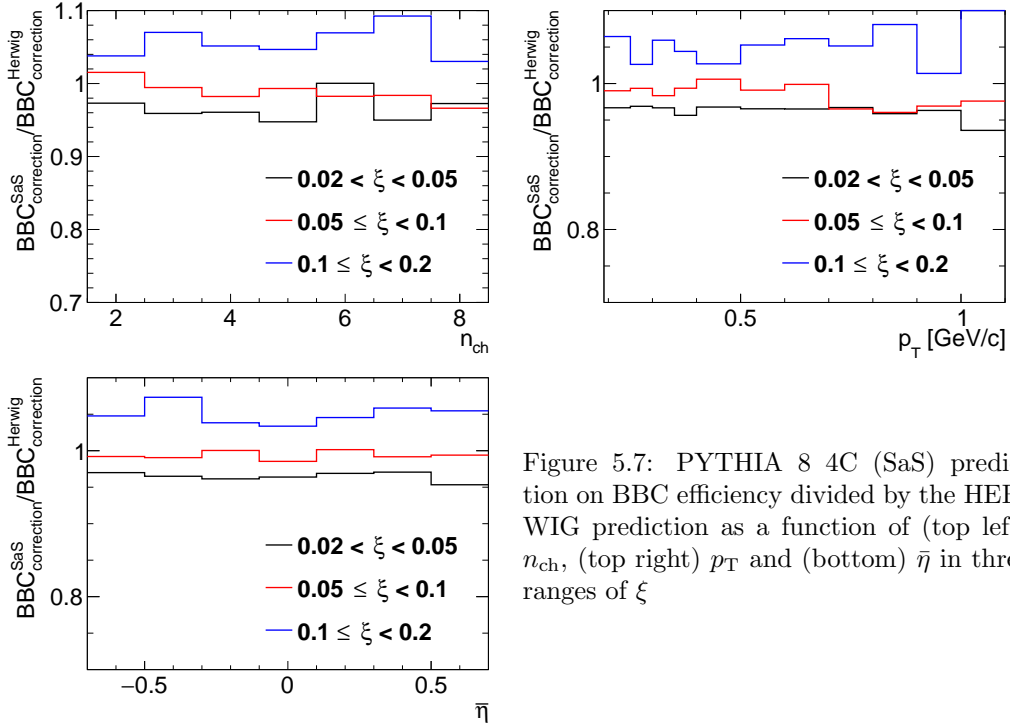 BBC^SaS_correction/BBC^Herwig_correction
1.1
1
0.9
0.8
0.7
0.02 < ξ < 0.05
0.05 ≤ ξ < 0.1
0.1 ≤ ξ < 0.2
2 4 6 8
n_ch
BBC^SaS_correction/BBC^Herwig_correction
1
0.8
0.02 < ξ < 0.05
0.05 ≤ ξ < 0.1
0.1 ≤ ξ < 0.2
0.5 1
p_T [GeV/c]
BBC^SaS_correction/BBC^Herwig_correction
1
0.8
0.02 < ξ < 0.05
0.05 ≤ ξ < 0.1
0.1 ≤ ξ < 0.2
−0.5 0 0.5
η̄
Figure 5.7: PYTHIA 8 4C (SaS) predi
tion on BBC efficiency divided by the HER
WIG prediction as a function of (top left
n_ch, (top right) p_T and (bottom) η̄ in thre
ranges of ξ